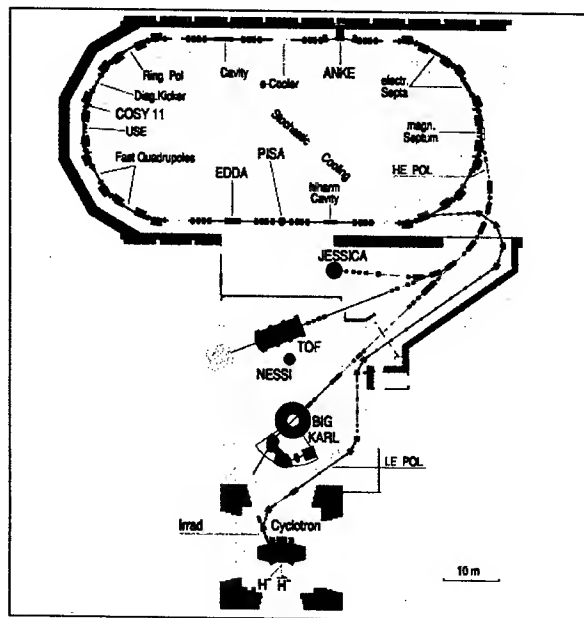 Ring Pol
Cavity
e-Cooler
ANKE
electr.
Septa
Diag.Kicker
COSY 11
USE
Stochastic
Cooling
magn.
Septum
Fast Quadrupoles
PISA
HE POL
EDDA
Cavity
JESSICA
TOF
NESSI
BIG
KARL
LE POL
Irrad
Cyclotron
H⁻ H⁻
10 m